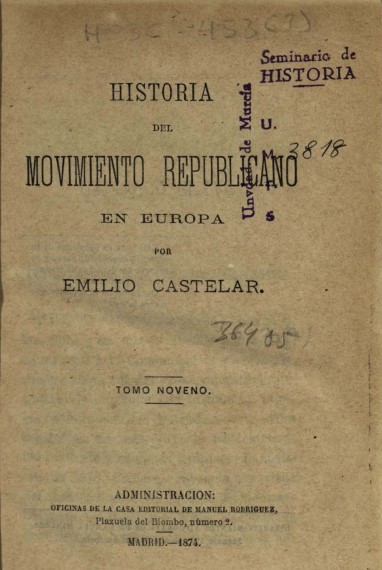 Seminario de
HISTORIA
Unvdad de Murcia
U.
M
S
3818
HISTORIA
DEL
MOVIMIENTO REPUBLICANO
EN EUROPA
POR
EMILIO CASTELAR.
TOMO NOVENO.
ADMINISTRACION:
OFICINAS DE LA CASA EDITORIAL DE MANUEL RODRIGUEZ,
Plazuela del Biombo, número 2.
MADRID.—1874.